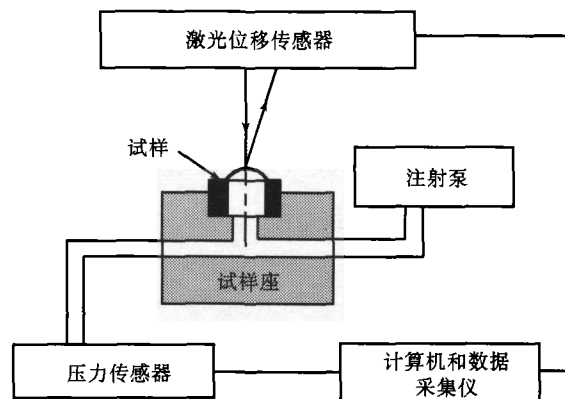 激光位移传感器
试样
注射泵
试样座
压力传感器
计算机和数据
采集仪